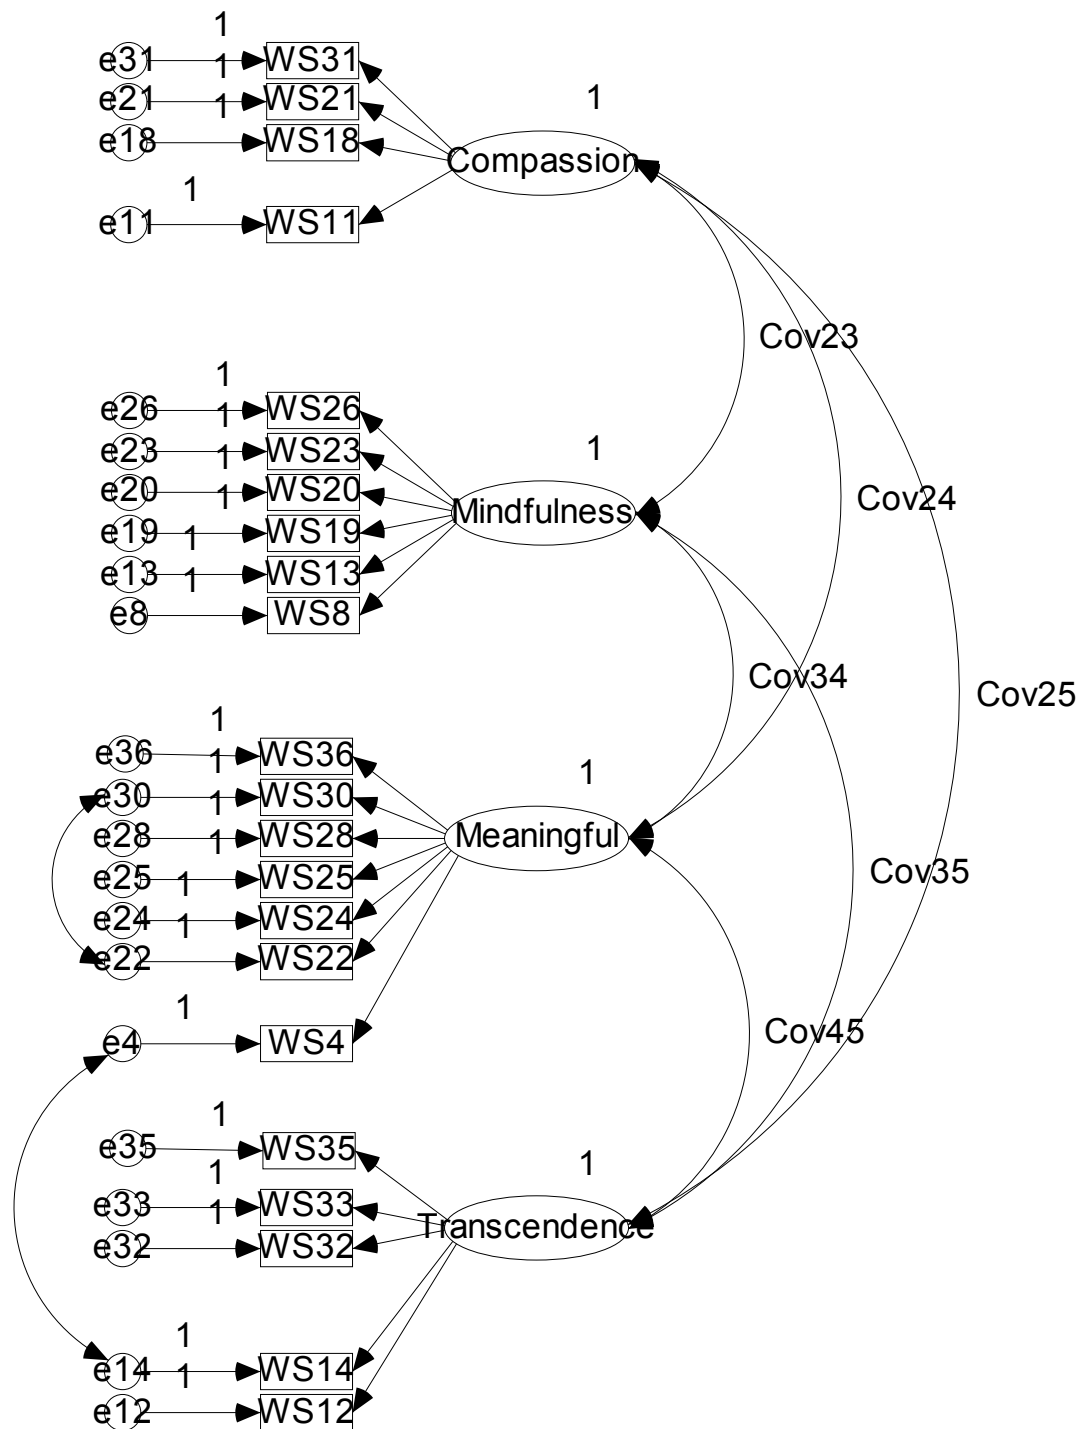 1
e31 1 WS31
e21 1 WS21 1
e18 WS18
Compassion
1
e11 WS11
Cov23
1
e26 1 WS26
e23 1 WS23 1
e20 1 WS20 Cov24
Mindfulness
e19 1 WS19
e13 1 WS13
e8 WS8
Cov34
Cov25
1
e36 1 WS36 1
e30 1 WS30
e28 1 WS28 Meaningful
e25 1 WS25 Cov35
e24 1 WS24
e22 WS22
1
e4 WS4 Cov45
1
e35 WS35
1 1
e33 1 WS33
Transcendence
e32 WS32
1
e14 1 WS14
e12 WS12